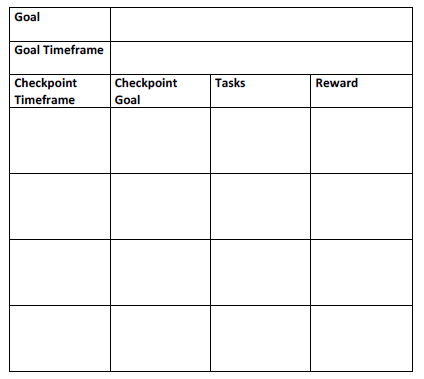 Goal
Goal Timeframe
Checkpoint Timeframe
Checkpoint Goal
Tasks
Reward